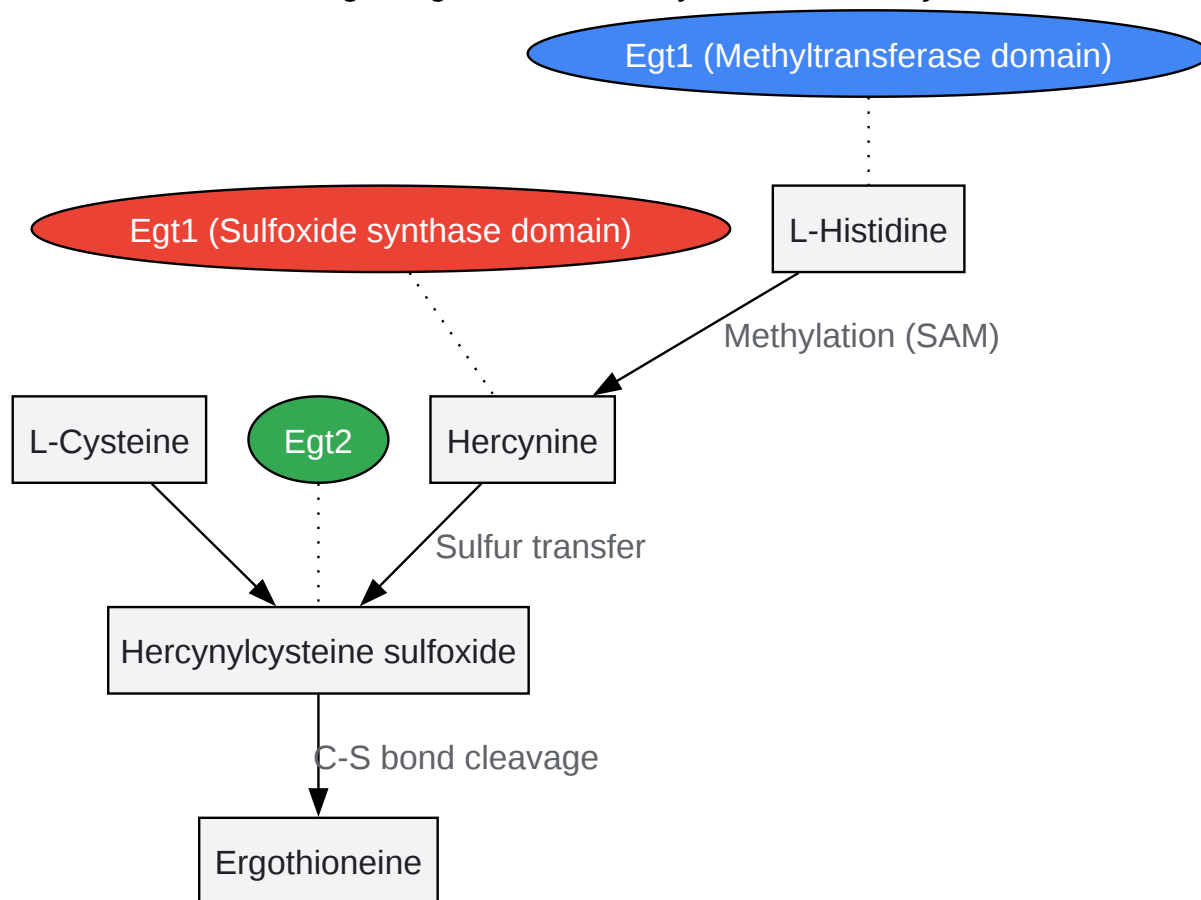 Egt1 (Methyltransferase domain)
Egt1 (Sulfoxide synthase domain)
L-Histidine
Methylation (SAM)
L-Cysteine
Egt2
Hercynine
Sulfur transfer
Hercynylcysteine sulfoxide
C-S bond cleavage
Ergothioneine